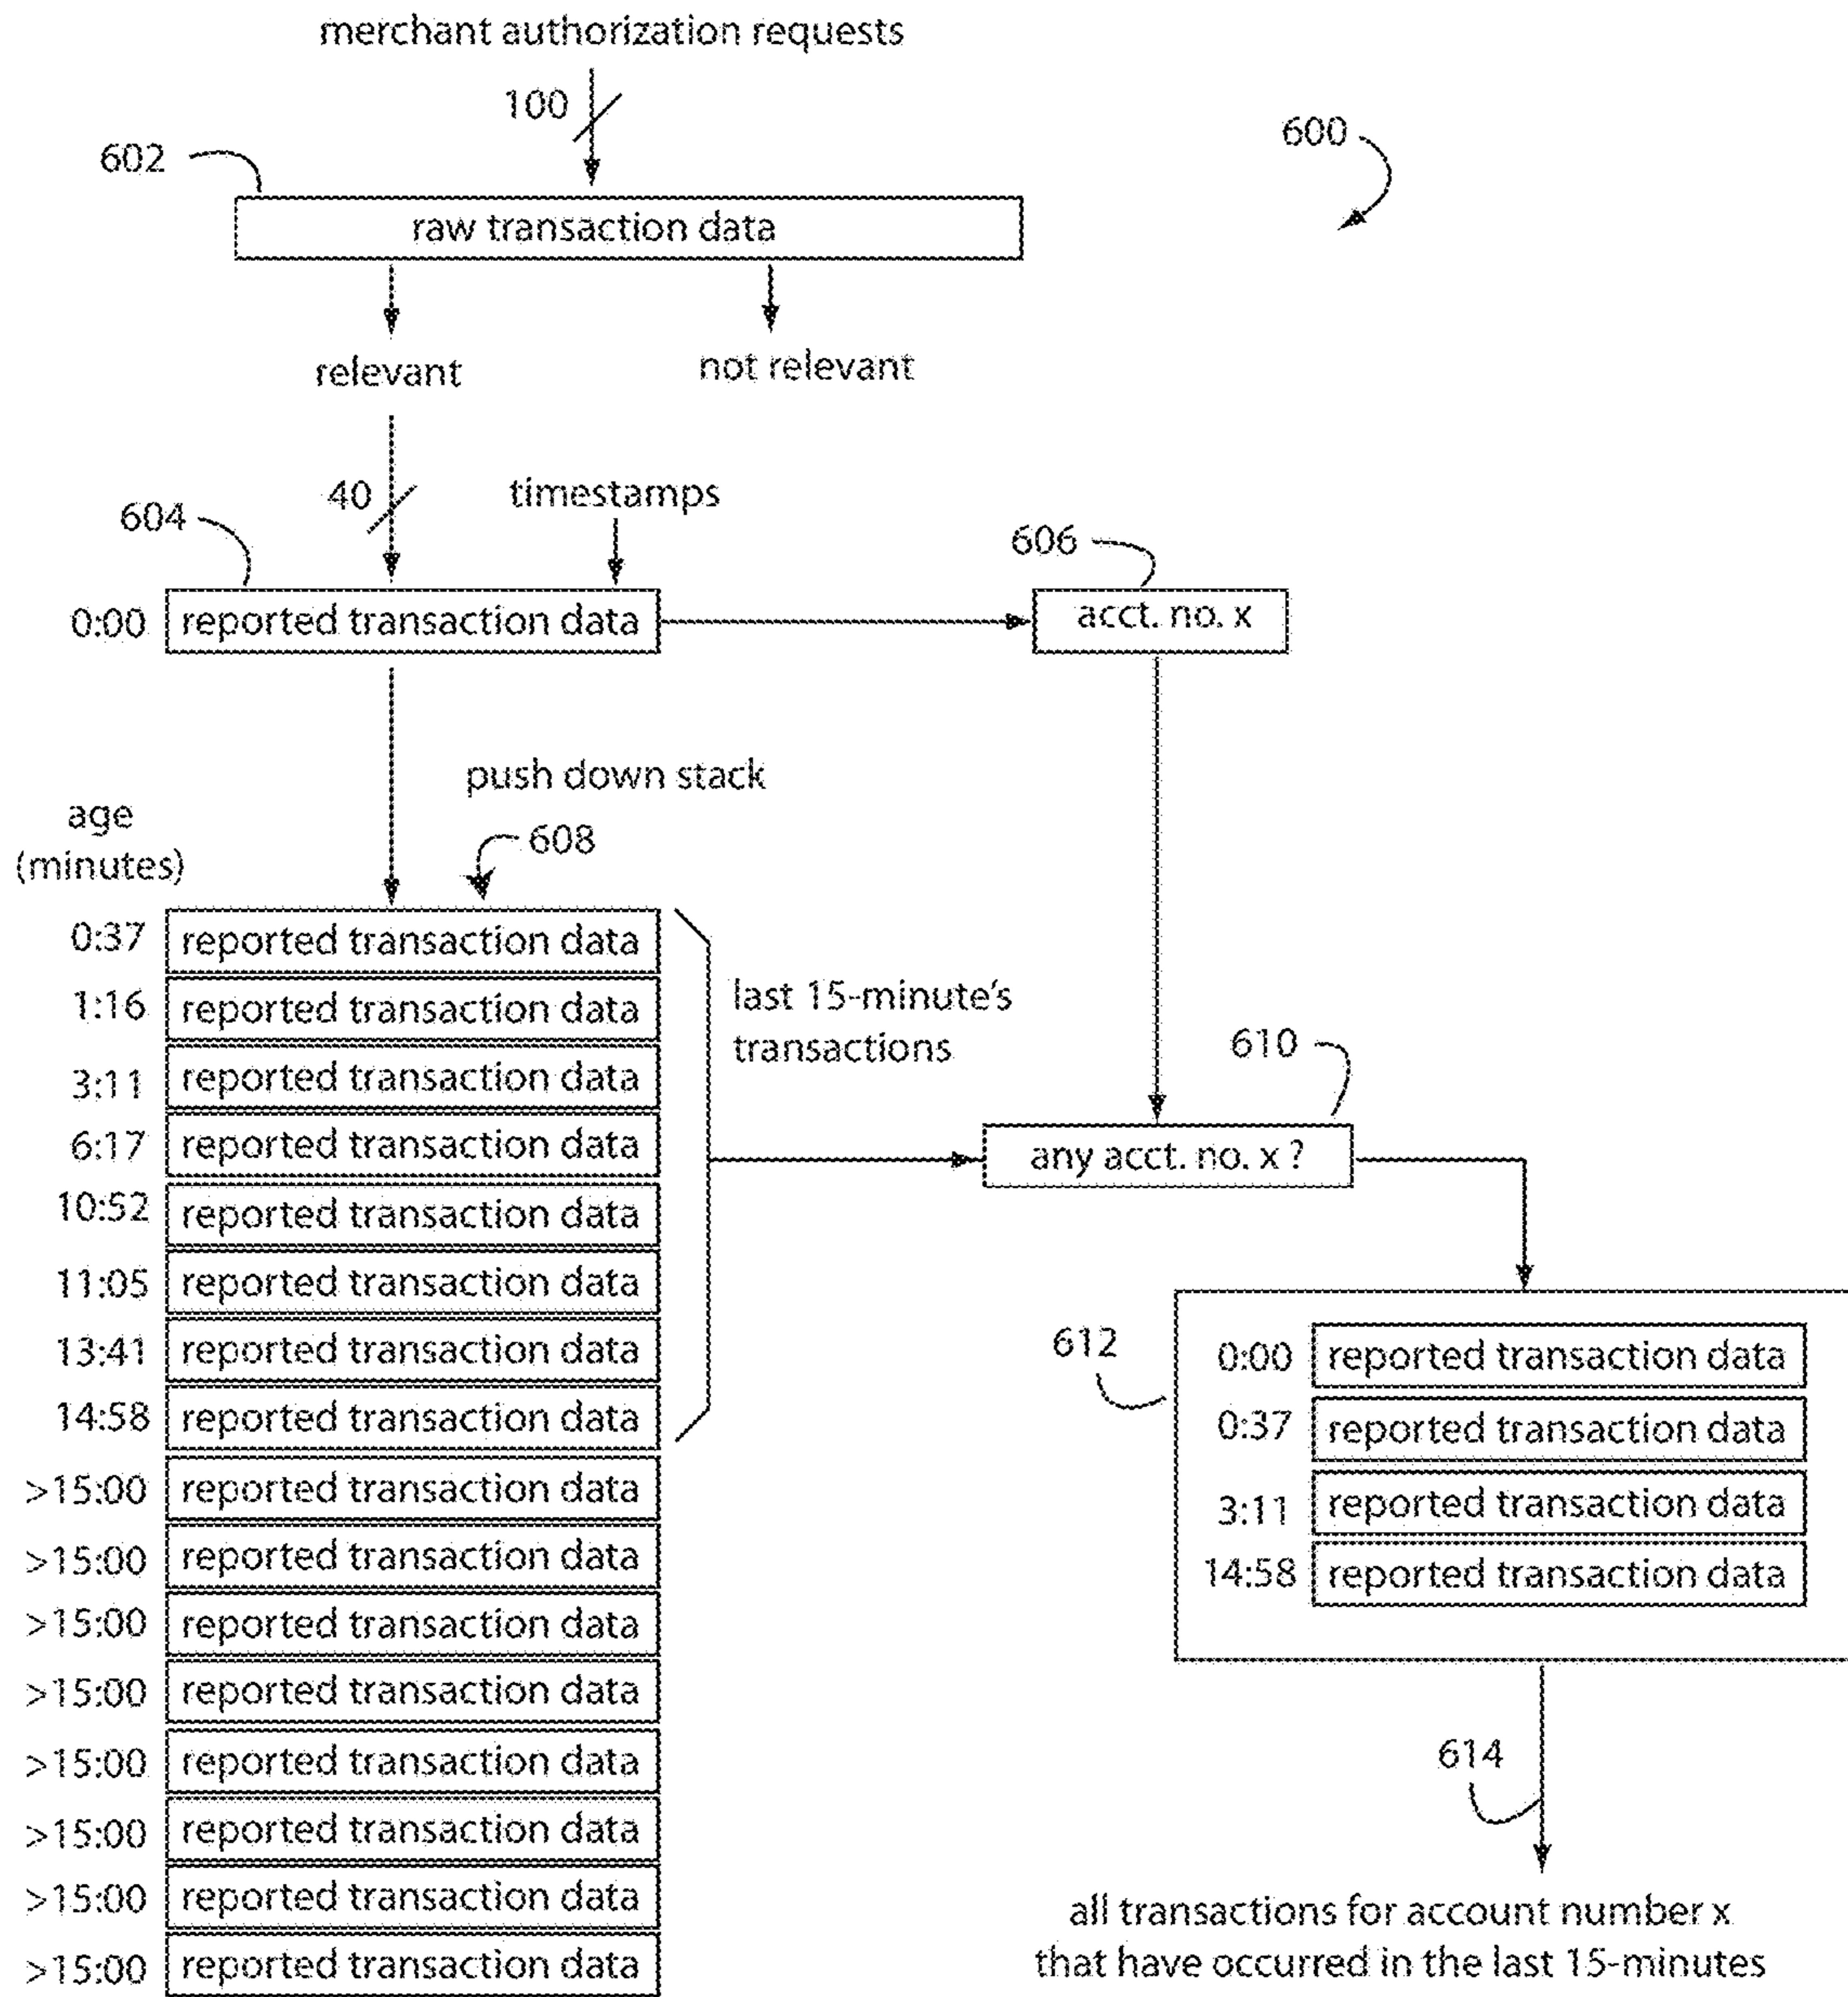 merchant authorization requests
100
600
602
raw transaction data
relevant
not relevant
40
timestamps
604
606
0:00 reported transaction data
acct. no. x
push down stack
608
age
(minutes)
0:37 reported transaction data
1:16 reported transaction data
3:11 reported transaction data
6:17 reported transaction data
10:52 reported transaction data
11:05 reported transaction data
13:41 reported transaction data
14:58 reported transaction data
>15:00 reported transaction data
>15:00 reported transaction data
>15:00 reported transaction data
>15:00 reported transaction data
>15:00 reported transaction data
>15:00 reported transaction data
>15:00 reported transaction data
>15:00 reported transaction data
last 15-minute's
transactions
610
any acct. no. x ?
612
0:00 reported transaction data
0:37 reported transaction data
3:11 reported transaction data
14:58 reported transaction data
614
all transactions for account number x
that have occurred in the last 15-minutes